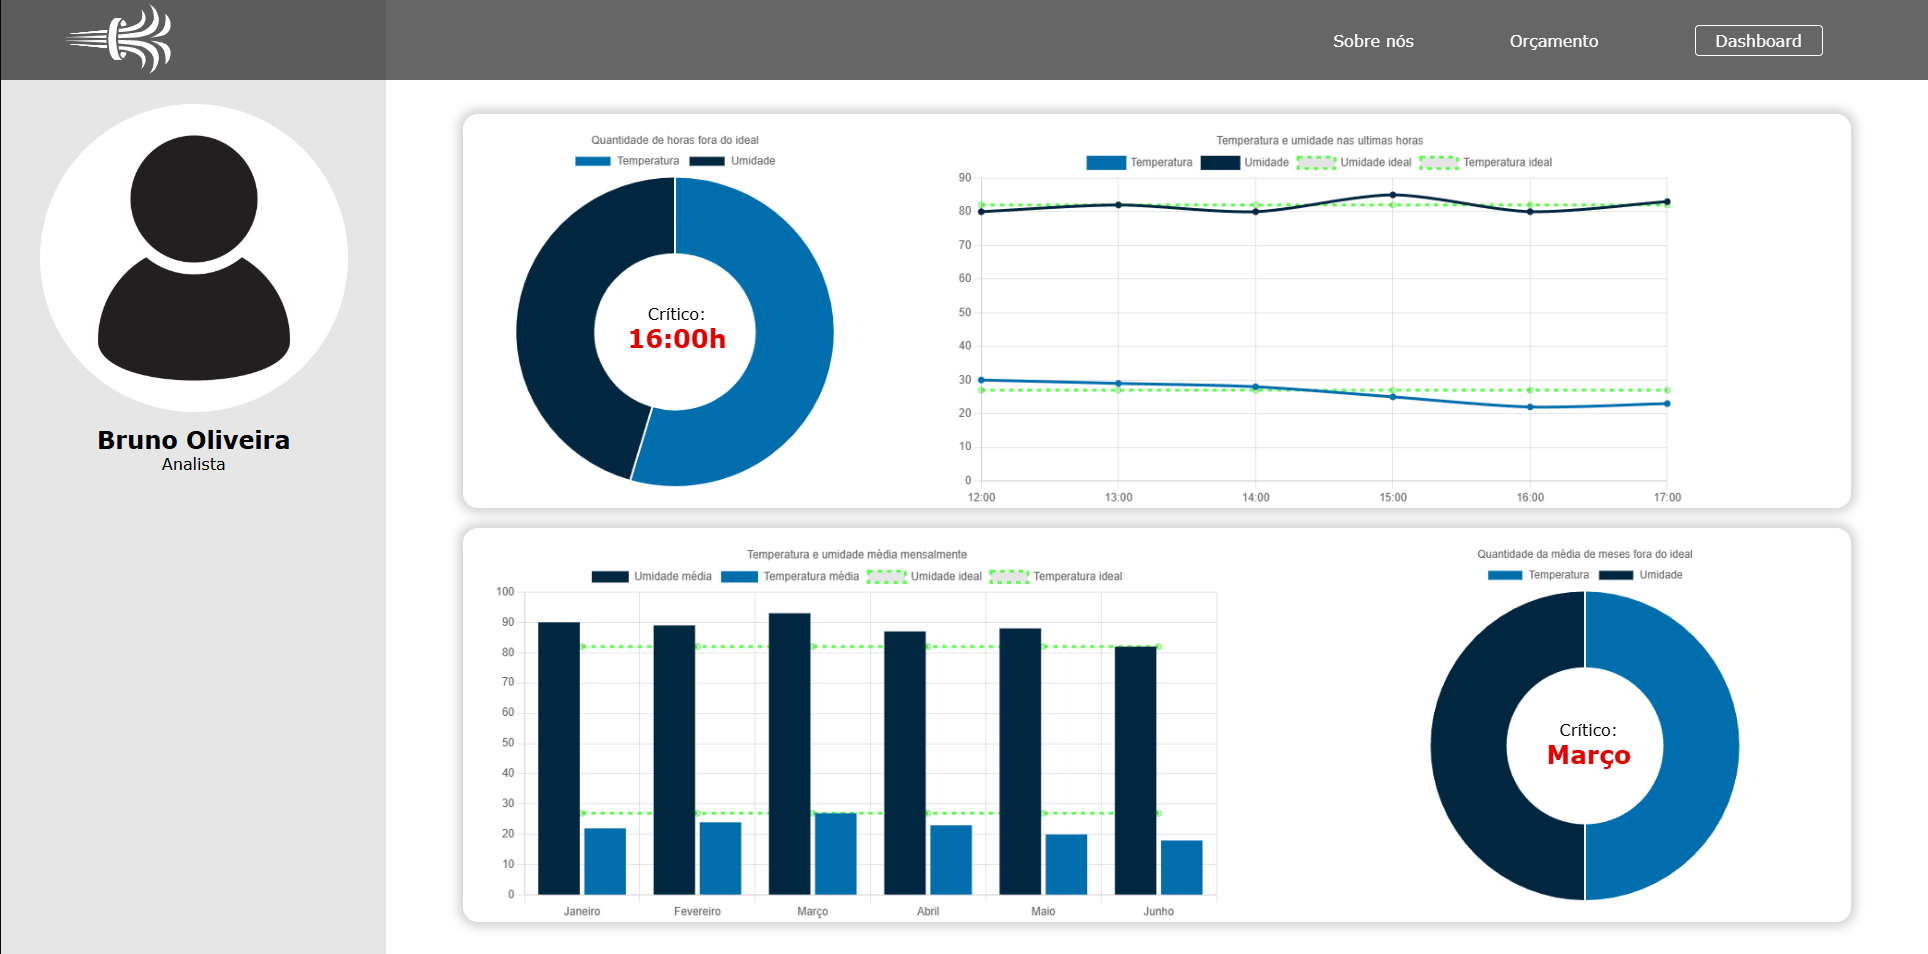 Sobre nós Orçamento Dashboard
Bruno Oliveira
Analista
Quantidade de horas fora do ideal
Temperatura Umidade
Crítico:
16:00h
Temperatura e umidade nas ultimas horas
Temperatura Umidade Umidade ideal Temperatura ideal
90
80
70
60
50
40
30
20
10
0
12:00 13:00 14:00 15:00 16:00 17:00
Temperatura e umidade média mensalmente
Umidade média Temperatura média Umidade ideal Temperatura ideal
100
90
80
70
60
50
40
30
20
10
0
Janeiro Fevereiro Março Abril Maio Junho
Quantidade da média de meses fora do ideal
Temperatura Umidade
Crítico:
Março